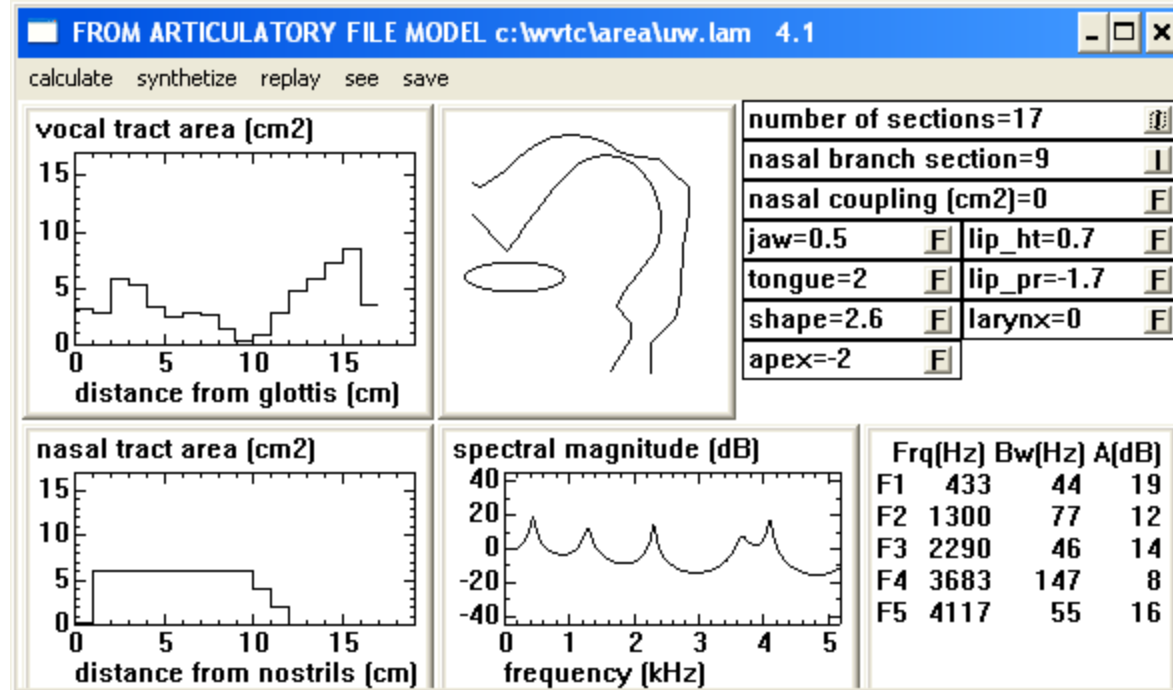 FROM ARTICULATORY FILE MODEL c:\wvtc\area\uw.lam 4.1
calculate synthetize replay see save
vocal tract area (cm2)
15
10
5
0
0 5 10 15
distance from glottis (cm)
number of sections=17
nasal branch section=9 I
nasal coupling (cm2)=0 F
jaw=0.5 F lip_ht=0.7 F
tongue=2 F lip_pr=-1.7 F
shape=2.6 F larynx=0 F
apex=-2 F
nasal tract area (cm2)
15
10
5
0
0 5 10 15
distance from nostrils (cm)
spectral magnitude (dB)
40
20
0
-20
-40
0 1 2 3 4 5
frequency (kHz)
Frq(Hz) Bw(Hz) A(dB)
F1 433 44 19
F2 1300 77 12
F3 2290 46 14
F4 3683 147 8
F5 4117 55 16